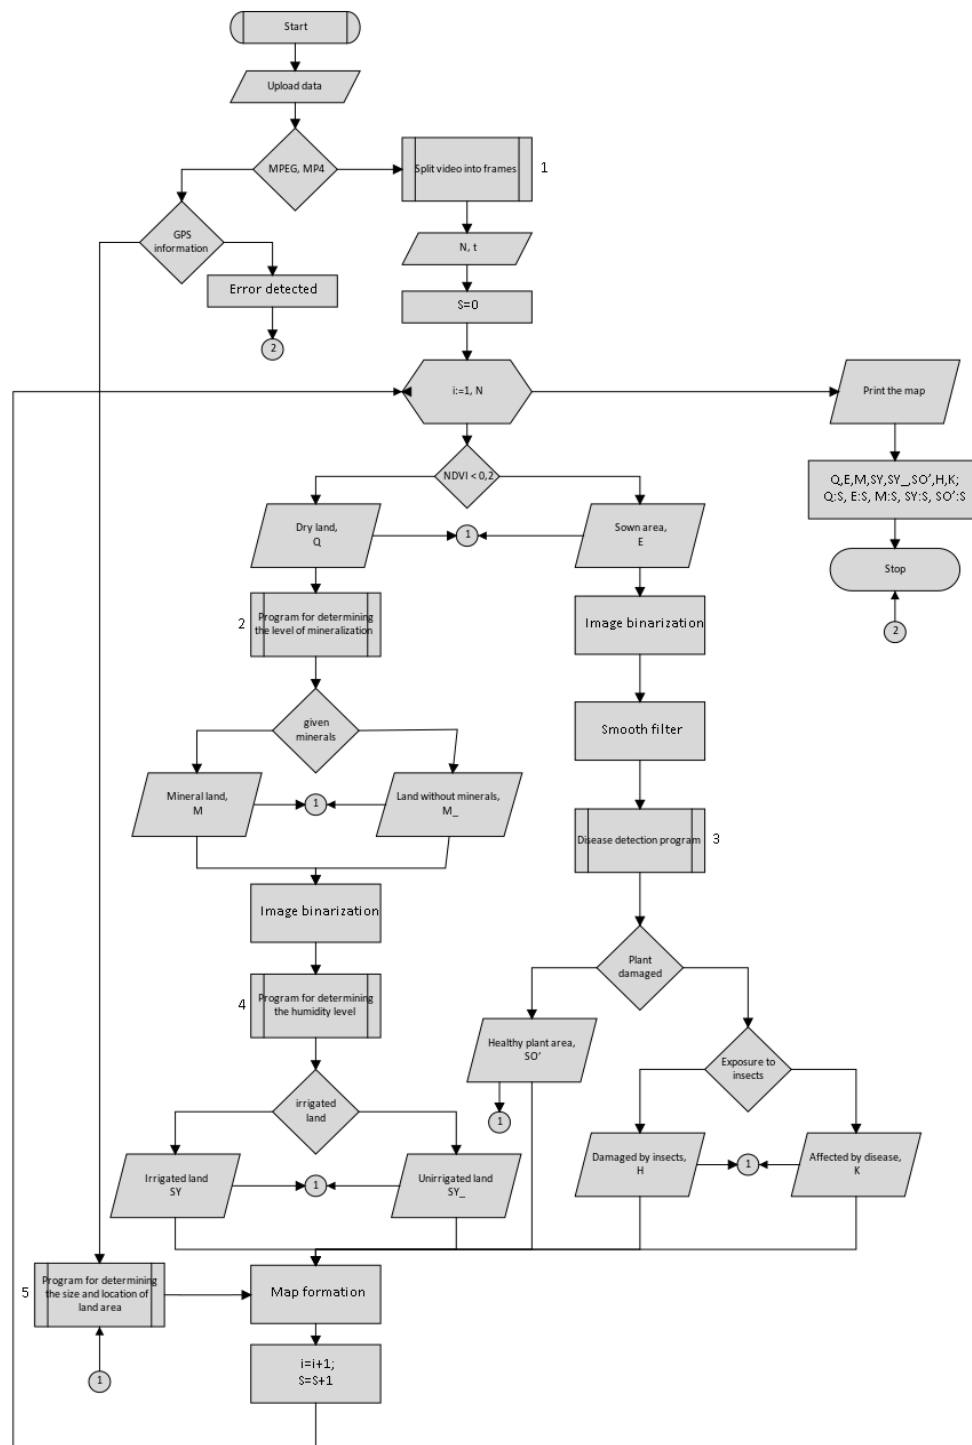 Start
Upload data
MPEG, MP4
Split video into frames
1
GPS
information
N, t
Error detected
S=0
2
i:=1, N
Print the map
NDVI < 0,2
Q,E,M,SY,SY_,SO’,H,K;
Q:S, E:S, M:S, SY:S, SO’:S
Dry land,
Q
1
Sown area,
E
Stop
2
Program for determining
the level of mineralization
Image binarization
2
given
minerals
Smooth filter
Mineral land,
M
1
Land without minerals,
M_
Disease detection program
3
Image binarization
Plant
damaged
4
Program for determining
the humidity level
Healthy plant area,
SO’
Exposure to
insects
irrigated
land
1
Irrigated land
SY
1
Unirrigated land
SY_
Damaged by insects,
H
1
Affected by disease,
K
5
Program for determining
the size and location of
land area
Map formation
1
i=i+1;
S=S+1